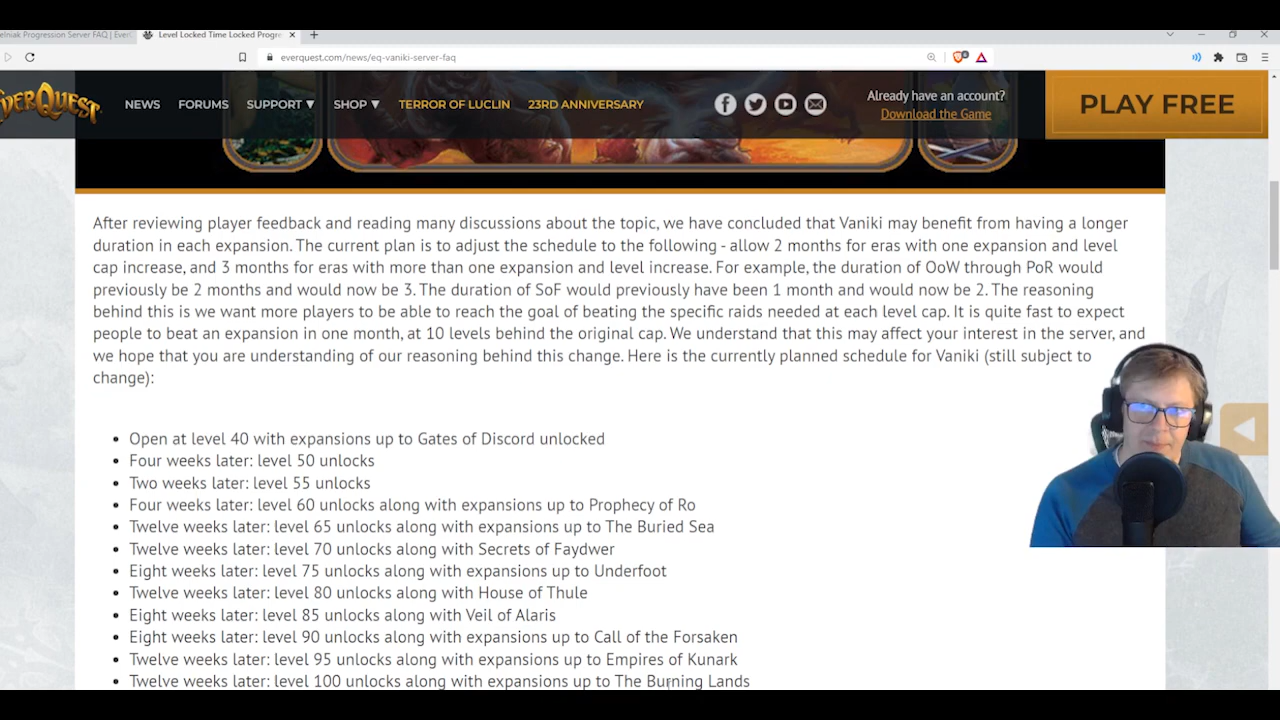 elniak Progression Server FAQ | Ever
Level Locked Time Locked Progre
everquest.com/news/eq-vaniki-server-faq
EVERQUEST
NEWS
FORUMS
SUPPORT ▼
SHOP ▼
TERROR OF LUCLIN
23RD ANNIVERSARY
Already have an account?
Download the Game
PLAY FREE
After reviewing player feedback and reading many discussions about the topic, we have concluded that Vaniki may benefit from having a longer
duration in each expansion. The current plan is to adjust the schedule to the following - allow 2 months for eras with one expansion and level
cap increase, and 3 months for eras with more than one expansion and level increase. For example, the duration of OoW through PoR would
previously be 2 months and would now be 3. The duration of SoF would previously have been 1 month and would now be 2. The reasoning
behind this is we want more players to be able to reach the goal of beating the specific raids needed at each level cap. It is quite fast to expect
people to beat an expansion in one month, at 10 levels behind the original cap. We understand that this may affect your interest in the server, and
we hope that you are understanding of our reasoning behind this change. Here is the currently planned schedule for Vaniki (still subject to
change):
• Open at level 40 with expansions up to Gates of Discord unlocked
• Four weeks later: level 50 unlocks
• Two weeks later: level 55 unlocks
• Four weeks later: level 60 unlocks along with expansions up to Prophecy of Ro
• Twelve weeks later: level 65 unlocks along with expansions up to The Buried Sea
• Twelve weeks later: level 70 unlocks along with Secrets of Faydwer
• Eight weeks later: level 75 unlocks along with expansions up to Underfoot
• Twelve weeks later: level 80 unlocks along with House of Thule
• Eight weeks later: level 85 unlocks along with Veil of Alaris
• Eight weeks later: level 90 unlocks along with expansions up to Call of the Forsaken
• Twelve weeks later: level 95 unlocks along with expansions up to Empires of Kunark
• Twelve weeks later: level 100 unlocks along with expansions up to The Burning Lands